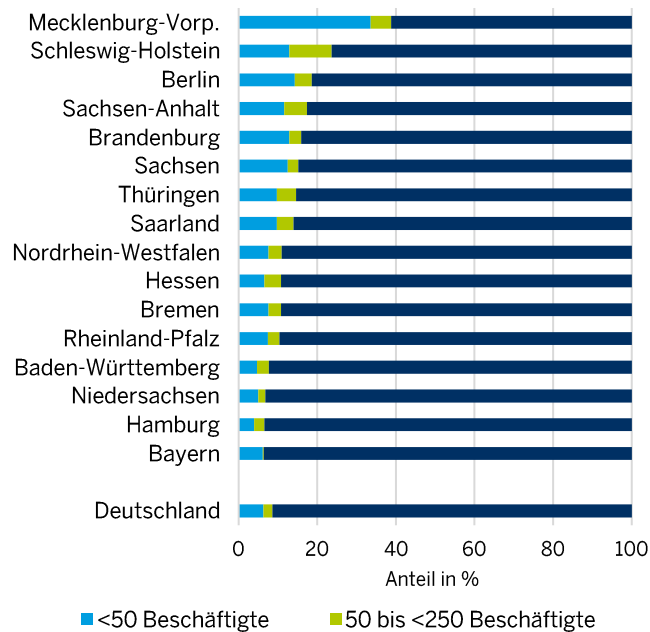 Mecklenburg-Vorp.
Schleswig-Holstein
Berlin
Sachsen-Anhalt
Brandenburg
Sachsen
Thüringen
Saarland
Nordrhein-Westfalen
Hessen
Bremen
Rheinland-Pfalz
Baden-Württemberg
Niedersachsen
Hamburg
Bayern
Deutschland
0 20 40 60 80 100
Anteil in %
<50 Beschäftigte 50 bis <250 Beschäftigte